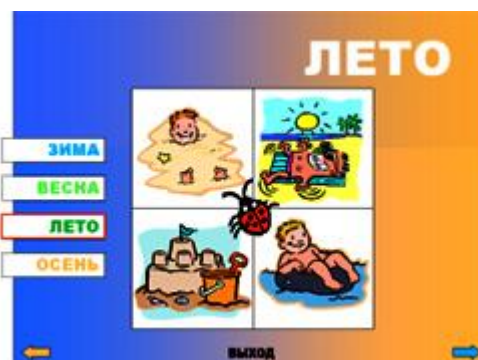 ЛЕТО
ЗИМА
ВЕСНА
ЛЕТО
ОСЕНЬ
ВЫХОД